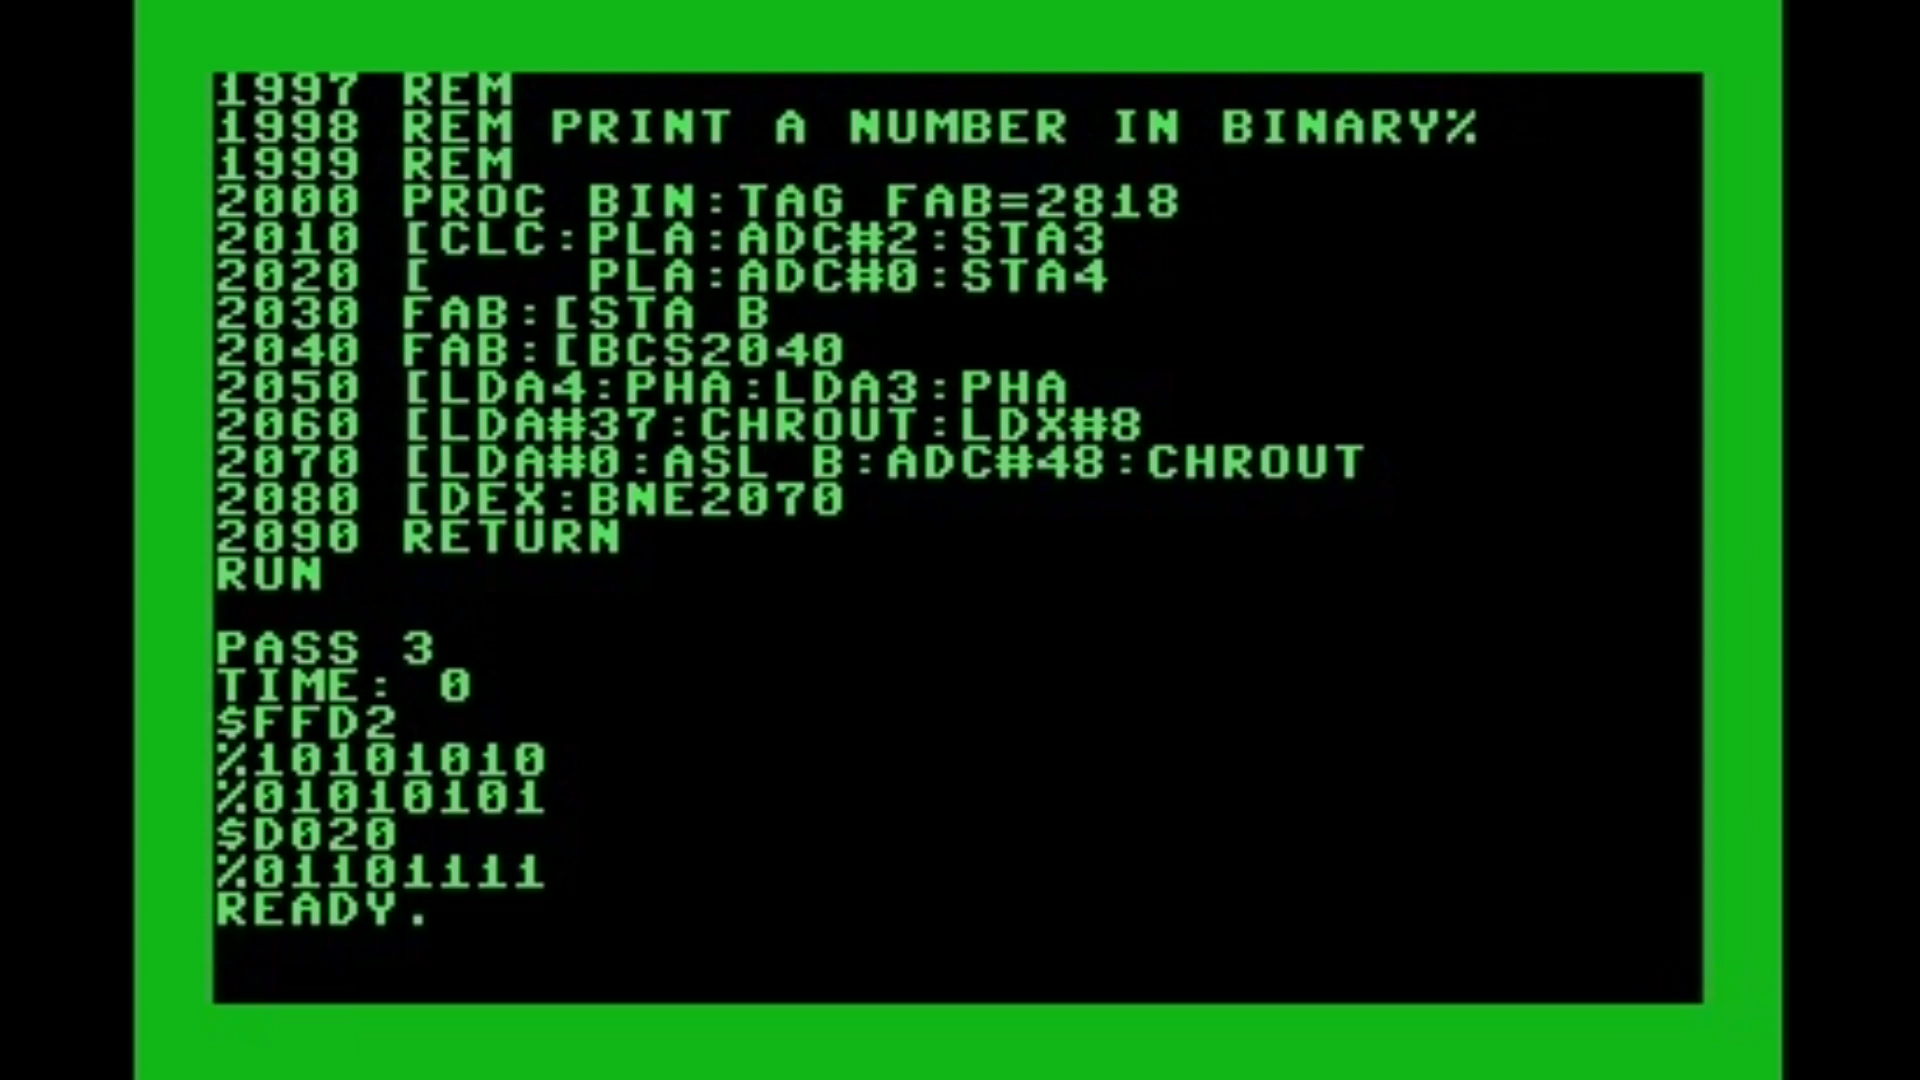 1997 REM
1998 REM PRINT A NUMBER IN BINARY%
1999 REM
2000 PROC BIN:TAG FAB=2818
2010 [CLC:PLA:ADC#2:STA3
2020 [    PLA:ADC#0:STA4
2030 FAB:[STA B
2040 FAB:[BCS2040
2050 [LDA4:PHA:LDA3:PHA
2060 [LDA#37:CHROUT:LDX#8
2070 [LDA#0:ASL B:ADC#48:CHROUT
2080 [DEX:BNE2070
2090 RETURN
RUN
PASS 3
TIME: 0
$FFD2
%10101010
%01010101
$D020
%01101111
READY.